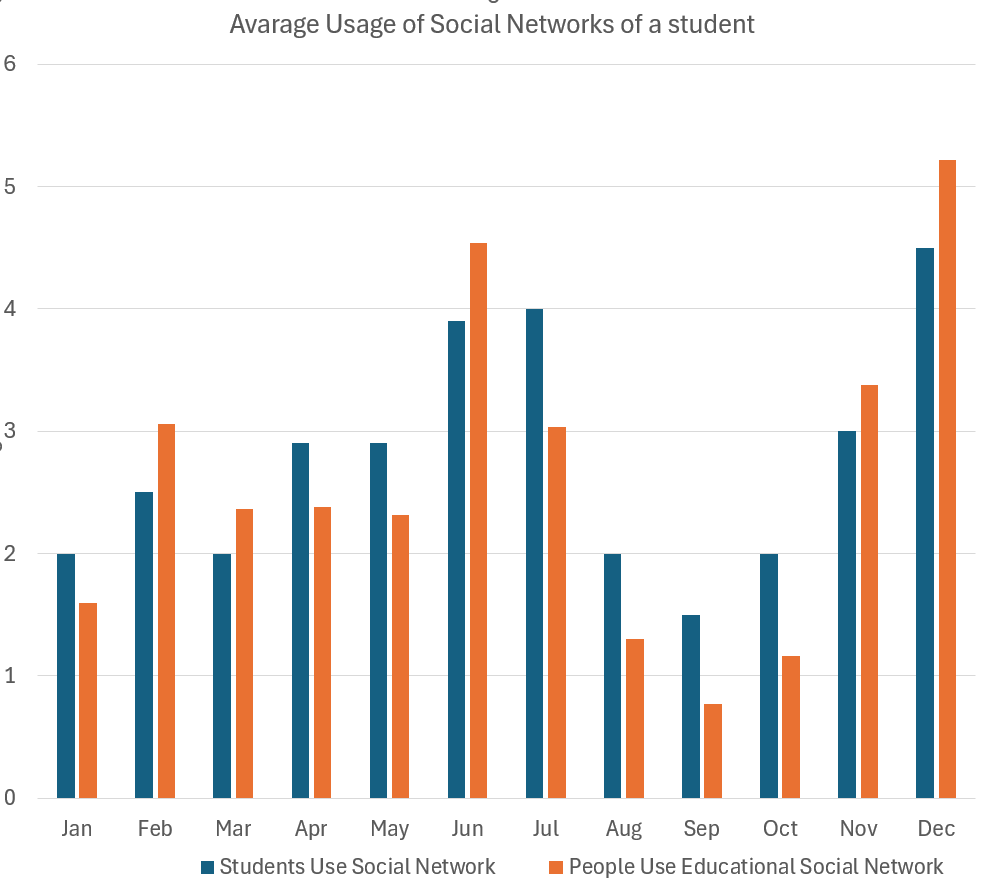 Avarage Usage of Social Networks of a student
6
5
4
3
2
1
0
Jan Feb Mar Apr May Jun Jul Aug Sep Oct Nov Dec
Students Use Social Network People Use Educational Social Network